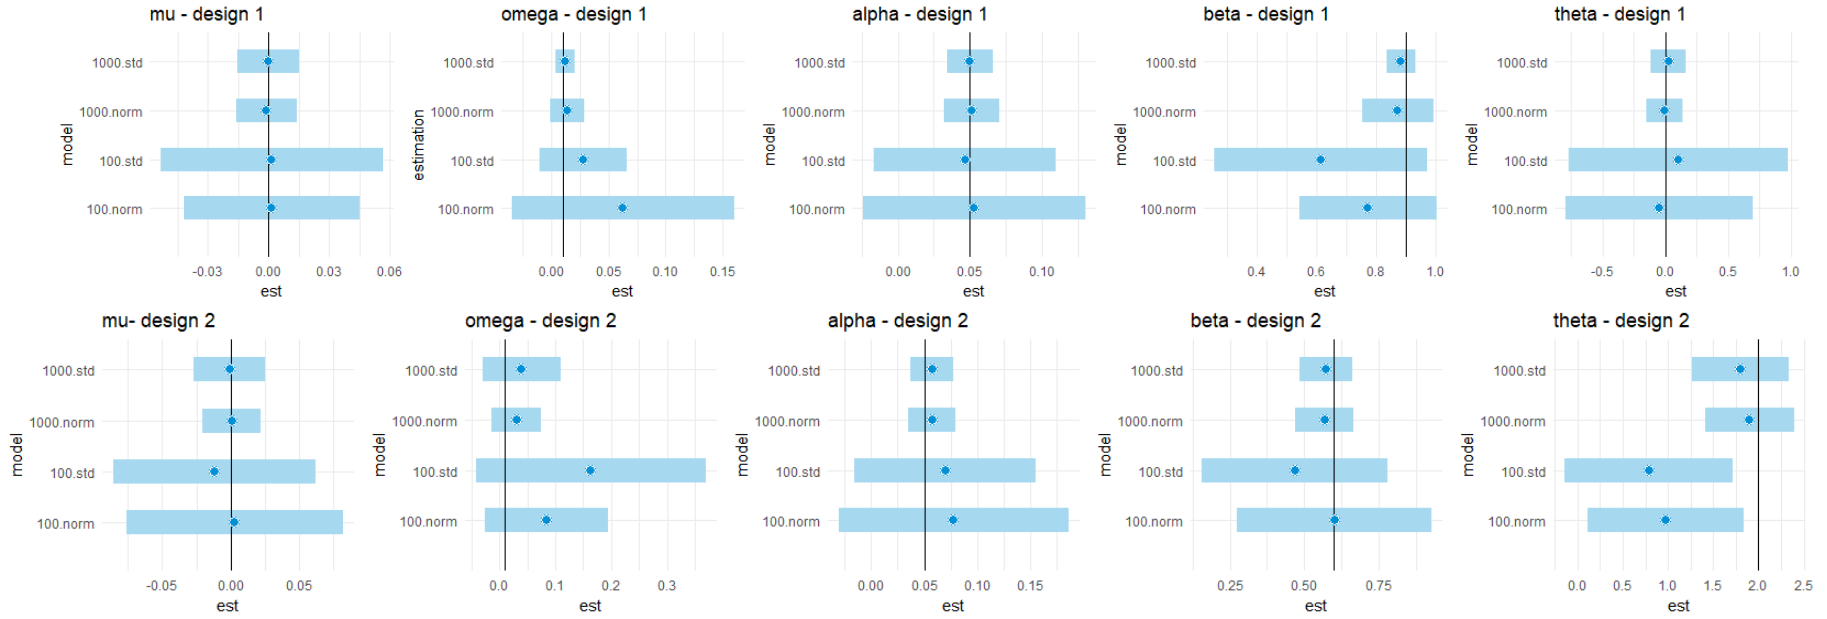 mu - design 1
model
1000.std
1000.norm
100.std
100.norm
-0.03 0.00 0.03 0.06
est
omega - design 1
estimation
1000.std
1000.norm
100.std
100.norm
0.00 0.05 0.10 0.15
est
alpha - design 1
model
1000.std
1000.norm
100.std
100.norm
0.00 0.05 0.10
est
beta - design 1
model
1000.std
1000.norm
100.std
100.norm
0.4 0.6 0.8 1.0
est
theta - design 1
model
1000.std
1000.norm
100.std
100.norm
-0.5 0.0 0.5 1.0
est
mu- design 2
model
1000.std
1000.norm
100.std
100.norm
-0.05 0.00 0.05
est
omega - design 2
model
1000.std
1000.norm
100.std
100.norm
0.0 0.1 0.2 0.3
est
alpha - design 2
model
1000.std
1000.norm
100.std
100.norm
0.00 0.05 0.10 0.15
est
beta - design 2
model
1000.std
1000.norm
100.std
100.norm
0.25 0.50 0.75
est
theta - design 2
model
1000.std
1000.norm
100.std
100.norm
0.0 0.5 1.0 1.5 2.0 2.5
est